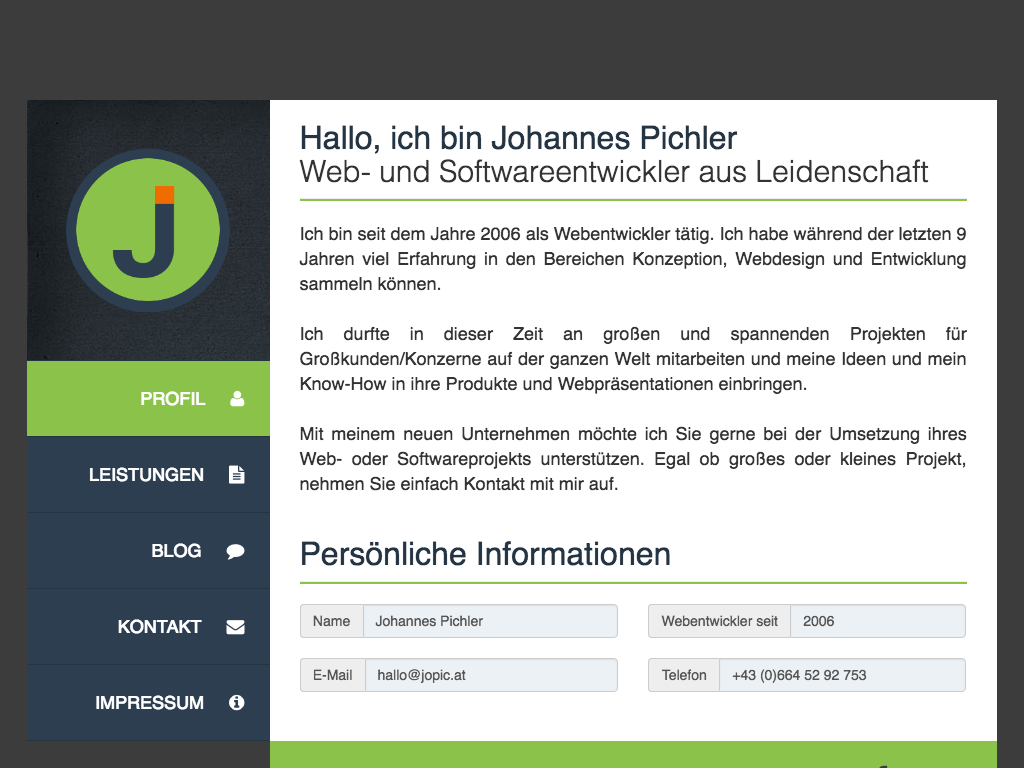 J
PROFIL
LEISTUNGEN
BLOG
KONTAKT
IMPRESSUM
Hallo, ich bin Johannes Pichler
Web- und Softwareentwickler aus Leidenschaft
Ich bin seit dem Jahre 2006 als Webentwickler tätig. Ich habe während der letzten 9
Jahren viel Erfahrung in den Bereichen Konzeption, Webdesign und Entwicklung
sammeln können.
Ich durfte in dieser Zeit an großen und spannenden Projekten für
Großkunden/Konzerne auf der ganzen Welt mitarbeiten und meine Ideen und mein
Know-How in ihre Produkte und Webpräsentationen einbringen.
Mit meinem neuen Unternehmen möchte ich Sie gerne bei der Umsetzung ihres
Web- oder Softwareprojekts unterstützen. Egal ob großes oder kleines Projekt,
nehmen Sie einfach Kontakt mit mir auf.
Persönliche Informationen
Name Johannes Pichler
Webentwickler seit 2006
E-Mail hallo@jopic.at
Telefon +43 (0)664 52 92 753